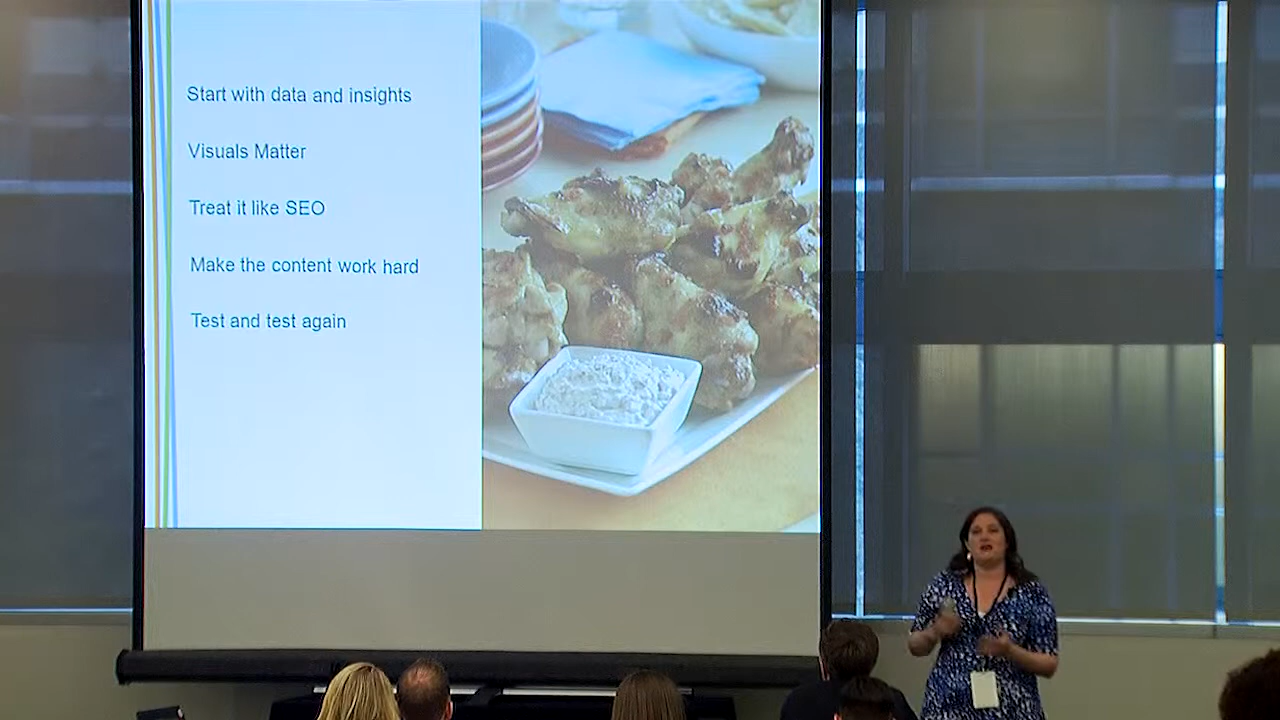 Start with data and insights
Visuals Matter
Treat it like SEO
Make the content work hard
Test and test again